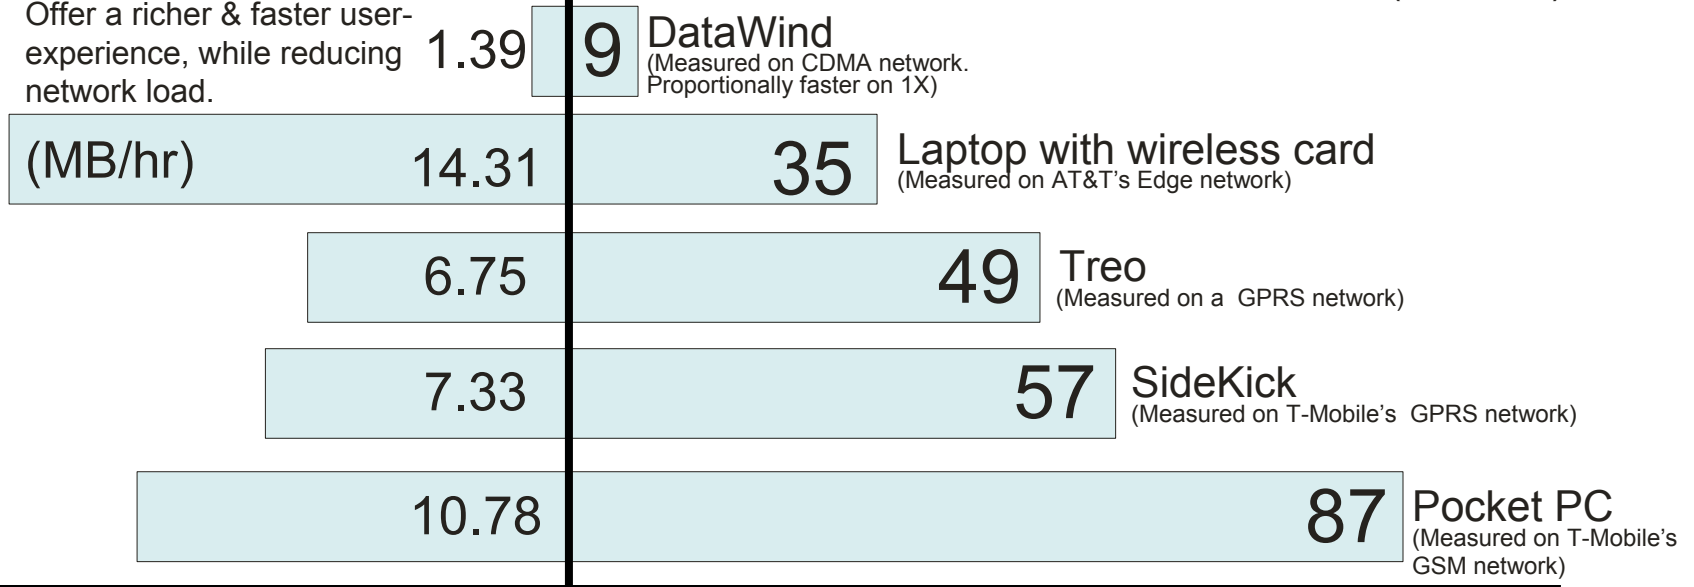 Offer a richer & faster user-
experience, while reducing
network load.
1.39
9
DataWind
(Measured on CDMA network.
Proportionally faster on 1X)
(MB/hr)
14.31
35
Laptop with wireless card
(Measured on AT&T's Edge network)
6.75
49
Treo
(Measured on a  GPRS network)
7.33
57
SideKick
(Measured on T-Mobile's  GPRS network)
10.78
87
Pocket PC
(Measured on T-Mobile's
GSM network)